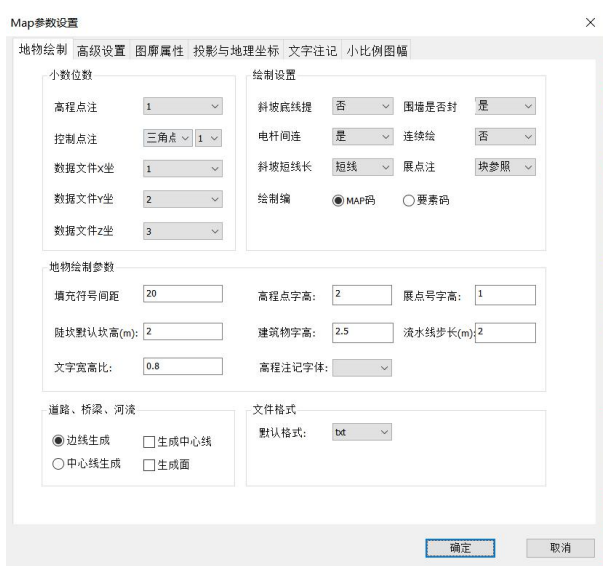 Map参数设置
地物绘制 高级设置 图廓属性 投影与地理坐标 文字注记 小比例图幅
小数位数
高程点注 1
控制点注 三角点 1
数据文件X坐 1
数据文件Y坐 2
数据文件Z坐 3
绘制设置
斜坡底线提 否 围墙是否封 是
电杆间连 是 连续绘 否
斜坡短线长 短线 展点注 块参照
绘制编 MAP码 要素码
地物绘制参数
填充符号间距 20 高程点字高: 2 展点号字高: 1
陡坎默认坎高(m): 2 建筑物字高: 2.5 流水线步长(m): 2
文字宽高比: 0.8 高程注记字体:
道路、桥梁、河流
边线生成 生成中心线
中心线生成 生成面
文件格式
默认格式: txt
确定 取消